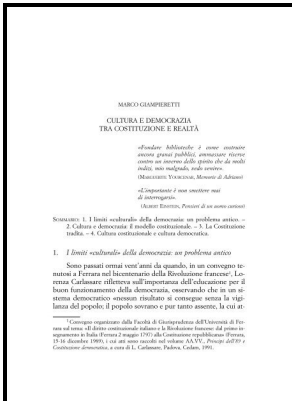 MARCO GIAMPIERETTI
CULTURA E DEMOCRAZIA
TRA COSTITUZIONE E REALTÀ
«Fondare biblioteche è come costruire
ancora granai pubblici, ammassare riserve
contro un inverno dello spirito che da molti
indizi, mio malgrado, vedo venire».
(MARGUERITE YOURCENAR, Memorie di Adriano)
«L'importante è non smettere mai
di interrogarsi».
(ALBERT EINSTEIN, Pensieri di un uomo curioso)
SOMMARIO: 1. I limiti «culturali» della democrazia: un problema antico. –
2. Cultura e democrazia: il modello costituzionale. – 3. La Costituzione
tradita. – 4. Cultura costituzionale e cultura democratica.
1. I limiti «culturali» della democrazia: un problema antico
Sono passati ormai vent'anni da quando, in un convegno te-
nutosi a Ferrara nel bicentenario della Rivoluzione francese¹, Lo-
renza Carlassare rifletteva sull'importanza dell'educazione per il
buon funzionamento della democrazia, osservando che in un si-
stema democratico «nessun risultato si consegue senza la vigi-
lanza del popolo; il popolo sovrano e pur tanto assente, la cui at-
¹ Convegno organizzato dalla Facoltà di Giurisprudenza dell'Università di Fer-
rara sul tema: «Il diritto costituzionale italiano e la Rivoluzione francese: dal primo in-
segnamento in Italia (Ferrara 2 maggio 1797) alla Costituzione repubblicana» (Ferrara,
15-16 dicembre 1989), i cui atti sono raccolti nel volume AA.VV., Principi dell'89 e
Costituzione democratica, a cura di L. Carlassare, Padova, Cedam, 1991.